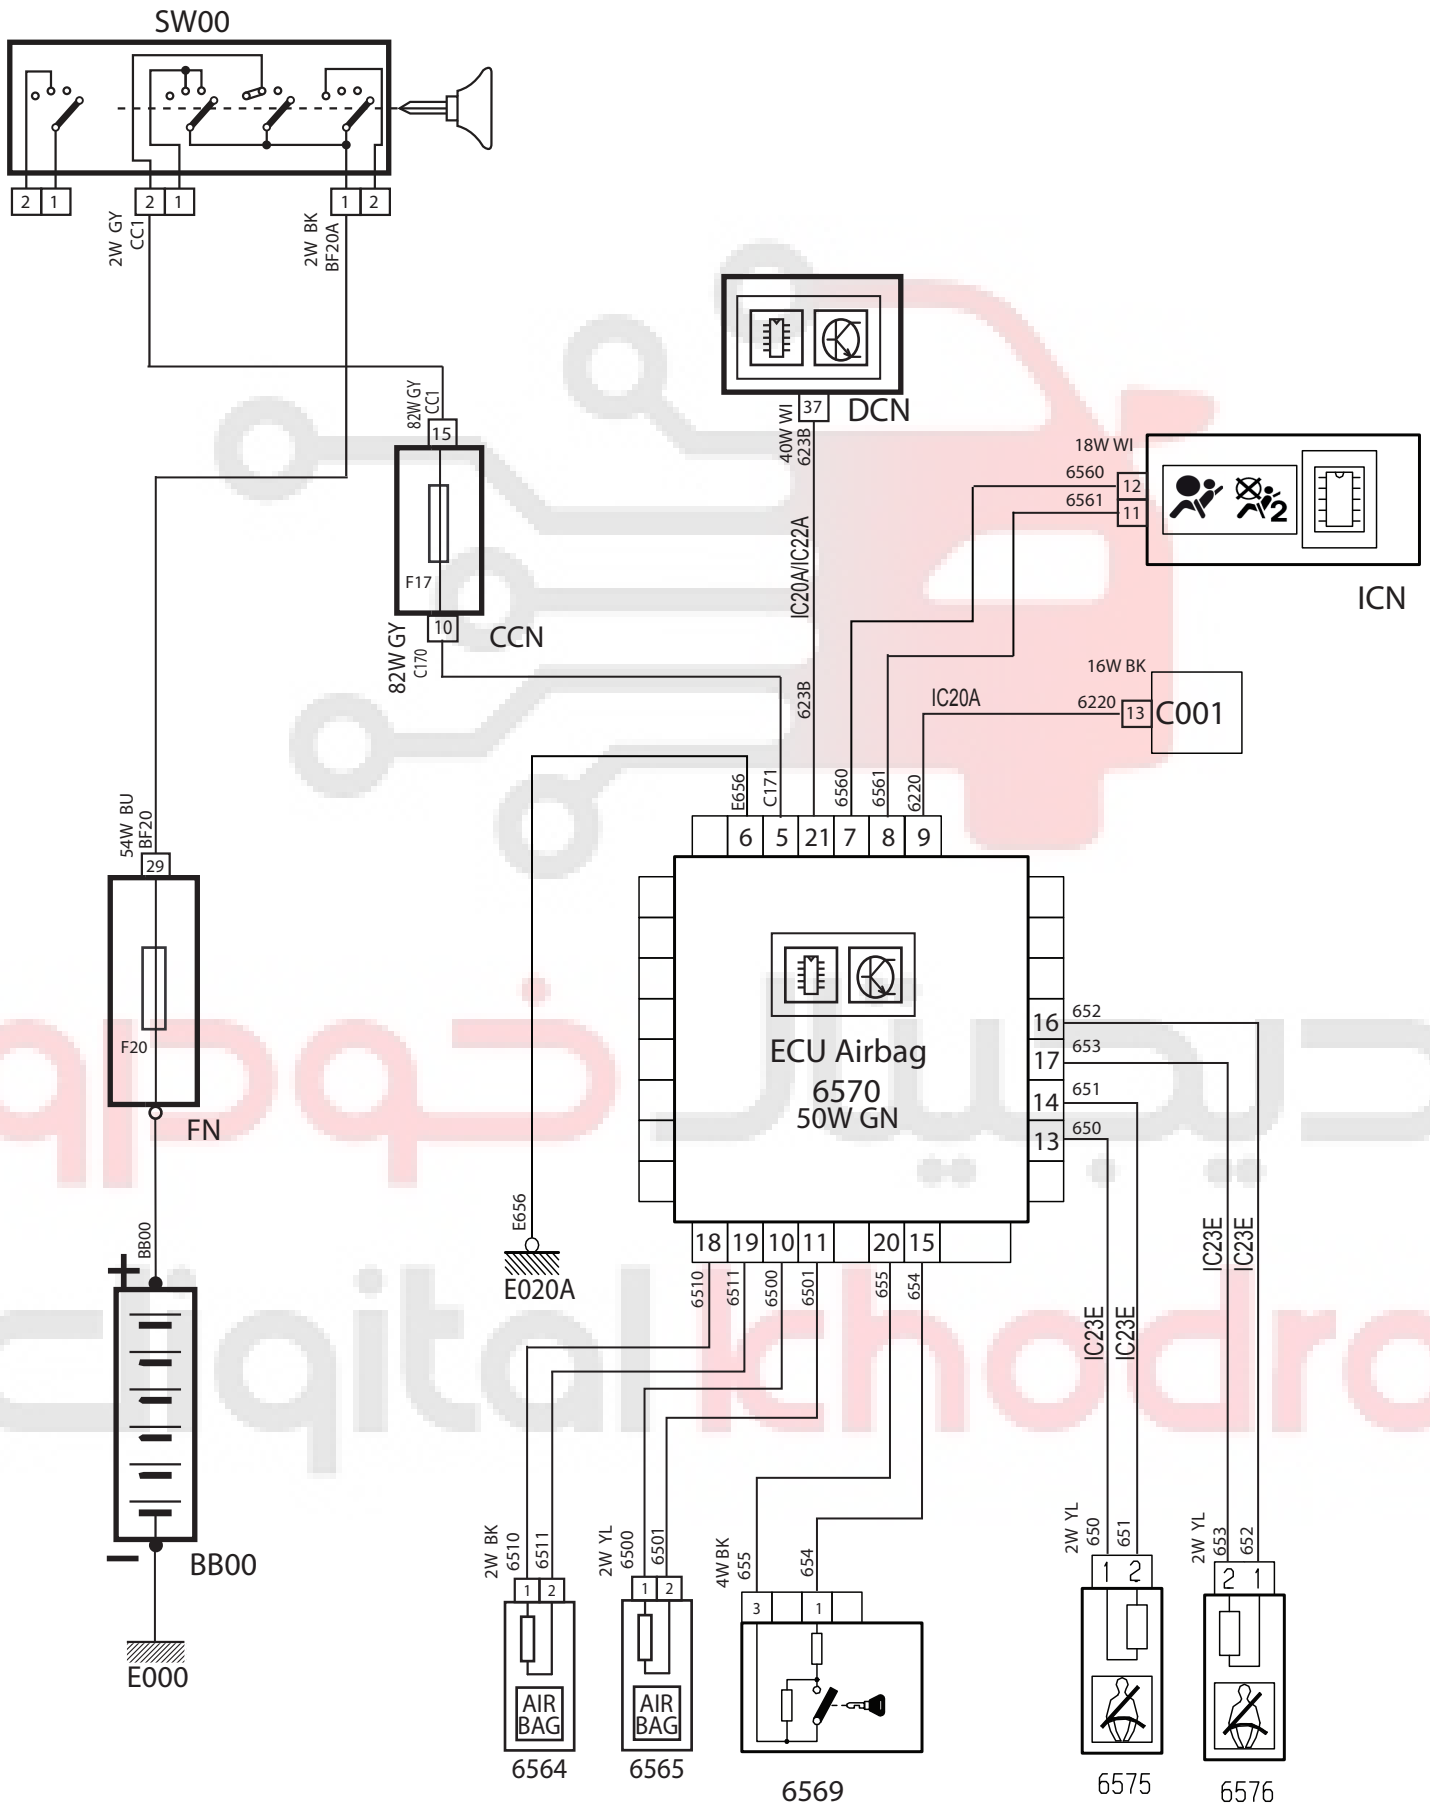 SW00
2 1 2 1 1 2
2W GY
CC1
2W BK
BF20A
82W GY
CC1
15
F17
10
CCN
82W GY
C170
DCN
37
40W WI
623B
IC20A/IC22A
623B
18W WI
6560
12
6561
11
2
ICN
16W BK
IC20A
6220
13
C001
E656
C171
6560
6561
6220
6 5 21 7 8 9
54W BU
BF20
29
F20
FN
BB00
+
−
BB00
E000
ECU Airbag
6570
50W GN
16
652
17
653
14
651
13
650
E656
E020A
18 19 10 11 20 15
6510
6511
6500
6501
655
654
IC23E
IC23E
IC23E
IC23E
2W BK
6510
6511
1 2
AIR
BAG
6564
2W YL
6500
6501
1 2
AIR
BAG
6565
4W BK
655
654
3 1
6569
2W YL
650
651
1 2
6575
2W YL
653
652
2 1
6576
دیجیتال خودرو
digital khodro